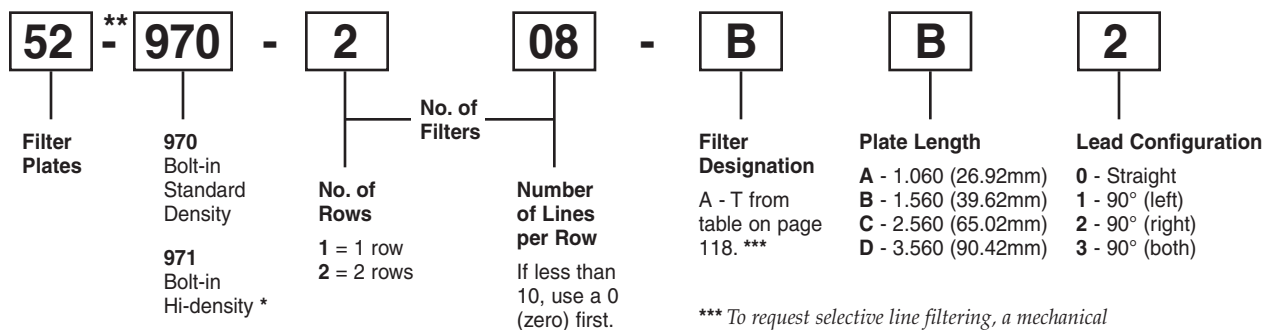 52 -** 970 - 2 08 - B B 2
No. of
Filters
Filter
Plates
970
Bolt-in
Standard
Density
971
Bolt-in
Hi-density *
No. of
Rows
1 = 1 row
2 = 2 rows
Number
of Lines
per Row
If less than
10, use a 0
(zero) first.
Filter
Designation
A - T from
table on page
118. ***
Plate Length
A - 1.060 (26.92mm)
B - 1.560 (39.62mm)
C - 2.560 (65.02mm)
D - 3.560 (90.42mm)
Lead Configuration
0 - Straight
1 - 90° (left)
2 - 90° (right)
3 - 90° (both)
*** To request selective line filtering, a mechanical